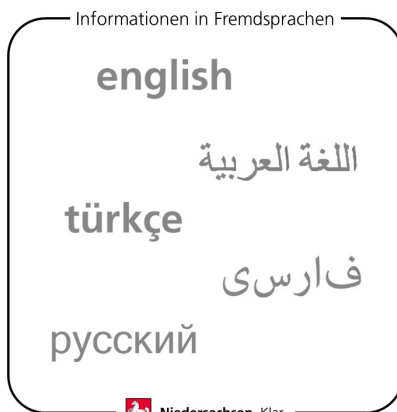 Informationen in Fremdsprachen
english
اللغة العربية
türkçe
فارسی
русский
Niedersachsen. Klar.